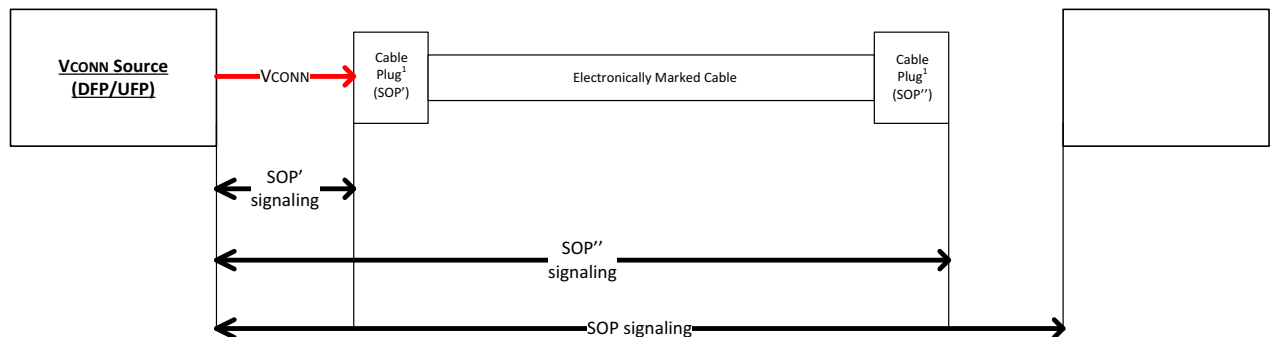 VCONN Source
(DFP/UFP)
VCONN
Cable
Plug1
(SOP')
Electronically Marked Cable
Cable
Plug1
(SOP'')
SOP'
signaling
SOP''
signaling
SOP signaling